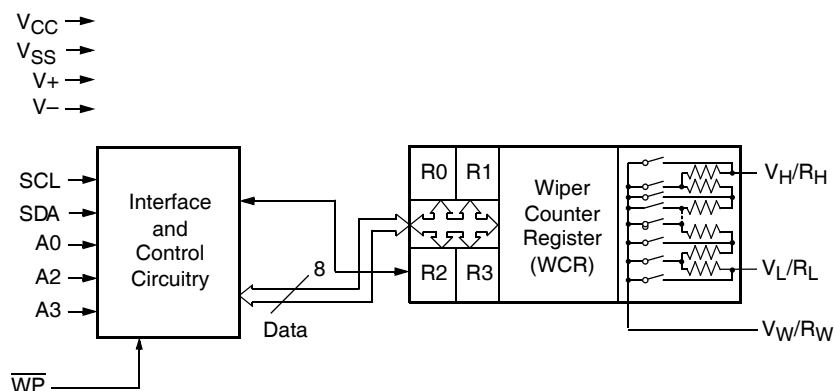 VCC
VSS
V+
V–
SCL
SDA
A0
A2
A3
WP
Interface
and
Control
Circuitry
8
Data
R0 R1
R2 R3
Wiper
Counter
Register
(WCR)
VH/RH
VL/RL
VW/RW